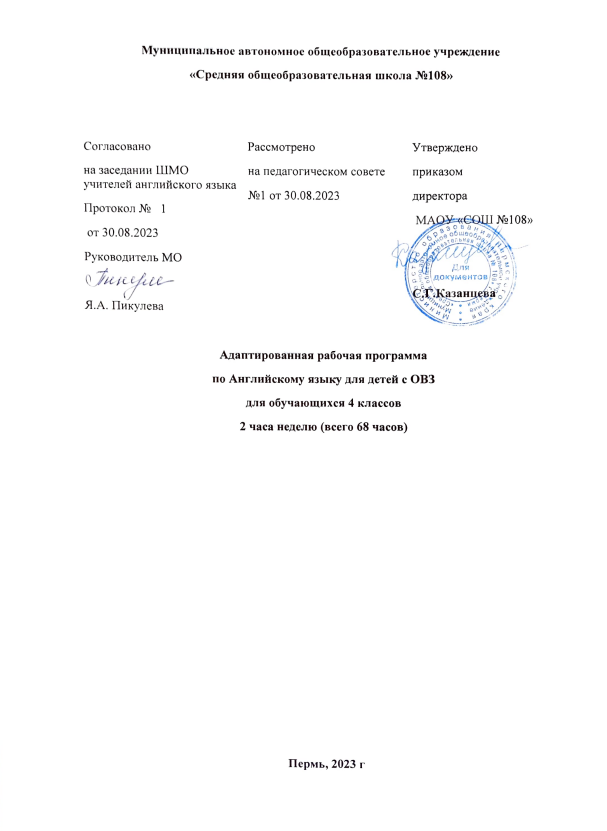 Муниципальное автономное общеобразовательное учреждение
«Средняя общеобразовательная школа №108»
Согласовано
на заседании ШМО
учителей английского языка
Протокол № 1
от 30.08.2023
Руководитель МО
Я.А. Пикулева
Рассмотрено
на педагогическом совете
№1 от 30.08.2023
Утверждено
приказом
директора
МАОУ «СОШ №108»
Для
документов
С.Г.Казанцева
Адаптированная рабочая программа
по Английскому языку для детей с ОВЗ
для обучающихся 4 классов
2 часа неделю (всего 68 часов)
Пермь, 2023 г